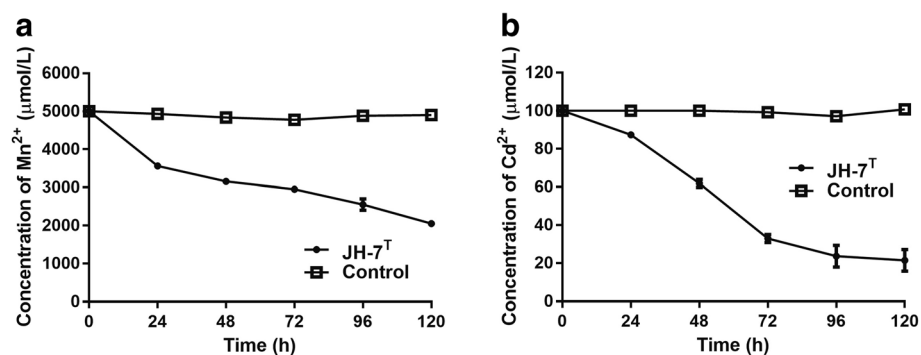 a
Concentration of Mn²⁺ (μmol/L)
6000
5000
4000
3000
2000
1000
0
0 24 48 72 96 120
Time (h)
JH-7ᵀ
Control
b
Concentration of Cd²⁺ (μmol/L)
120
100
80
60
40
20
0
0 24 48 72 96 120
Time (h)
JH-7ᵀ
Control